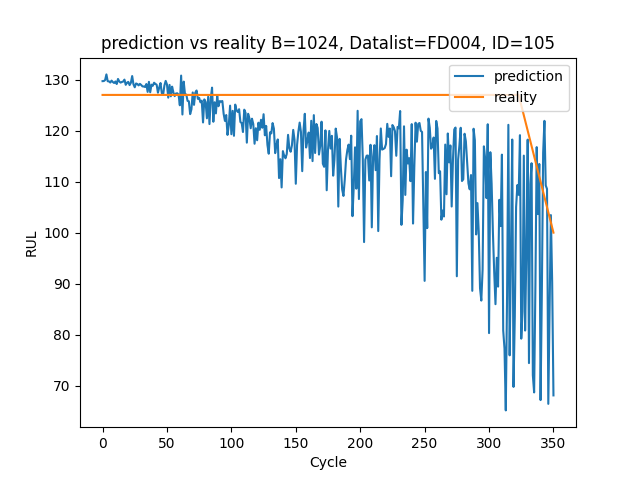 prediction vs reality B=1024, Datalist=FD004, ID=105
prediction
reality
130
120
110
100
90
80
70
RUL
0 50 100 150 200 250 300 350
Cycle